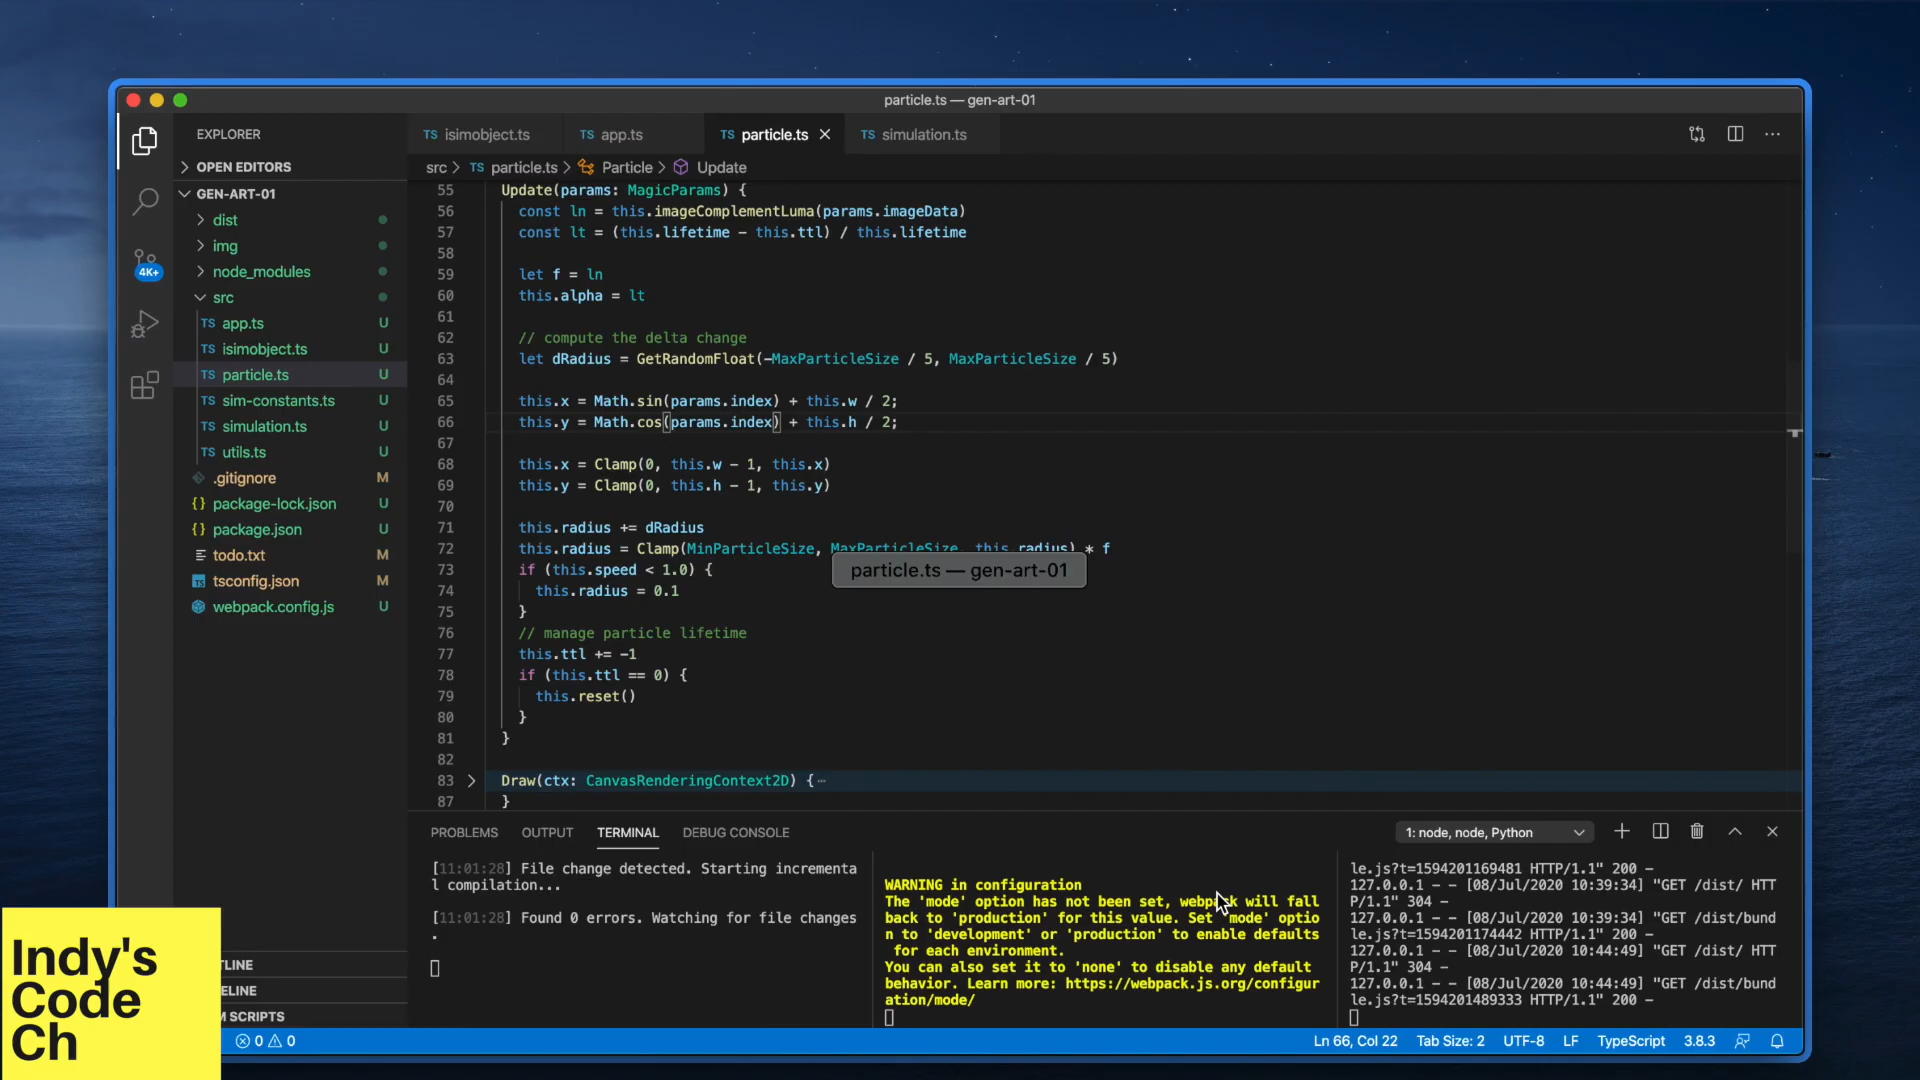 particle.ts — gen-art-01
EXPLORER
OPEN EDITORS
GEN-ART-01
dist
img
node_modules
src
TS app.ts U
TS isimobject.ts U
TS particle.ts U
TS sim-constants.ts U
TS simulation.ts U
TS utils.ts U
.gitignore M
{} package-lock.json U
{} package.json U
todo.txt M
TS tsconfig.json M
webpack.config.js U
4K+
TLINE
ELINE
M SCRIPTS
TS isimobject.ts
TS app.ts
TS particle.ts
TS simulation.ts
src > TS particle.ts > Particle > Update
55 Update(params: MagicParams) {
56 const ln = this.imageComplementLuma(params.imageData)
57 const lt = (this.lifetime - this.ttl) / this.lifetime
58
59 let f = ln
60 this.alpha = lt
61
62 // compute the delta change
63 let dRadius = GetRandomFloat(-MaxParticleSize / 5, MaxParticleSize / 5)
64
65 this.x = Math.sin(params.index) + this.w / 2;
66 this.y = Math.cos(params.index) + this.h / 2;
67
68 this.x = Clamp(0, this.w - 1, this.x)
69 this.y = Clamp(0, this.h - 1, this.y)
70
71 this.radius += dRadius
72 this.radius = Clamp(MinParticleSize, MaxParticleSize, this.radius) * f
73 if (this.speed < 1.0) {
74 this.radius = 0.1
75 }
76 // manage particle lifetime
77 this.ttl += -1
78 if (this.ttl == 0) {
79 this.reset()
80 }
81 }
82
83 Draw(ctx: CanvasRenderingContext2D) {…
87 }
particle.ts — gen-art-01
PROBLEMS OUTPUT TERMINAL DEBUG CONSOLE
1: node, node, Python
[11:01:28] File change detected. Starting incrementa
l compilation...
[11:01:28] Found 0 errors. Watching for file changes
.
WARNING in configuration
The 'mode' option has not been set, webpack will fall
back to 'production' for this value. Set 'mode' optio
n to 'development' or 'production' to enable defaults
for each environment.
You can also set it to 'none' to disable any default
behavior. Learn more: https://webpack.js.org/configur
ation/mode/
le.js?t=1594201169481 HTTP/1.1" 200 -
127.0.0.1 - - [08/Jul/2020 10:39:34] "GET /dist/ HTT
P/1.1" 304 -
127.0.0.1 - - [08/Jul/2020 10:39:34] "GET /dist/bund
le.js?t=1594201174442 HTTP/1.1" 200 -
127.0.0.1 - - [08/Jul/2020 10:44:49] "GET /dist/ HTT
P/1.1" 304 -
127.0.0.1 - - [08/Jul/2020 10:44:49] "GET /dist/bund
le.js?t=1594201489333 HTTP/1.1" 200 -
Indy's
Code
Ch
0 0
Ln 66, Col 22 Tab Size: 2 UTF-8 LF TypeScript 3.8.3